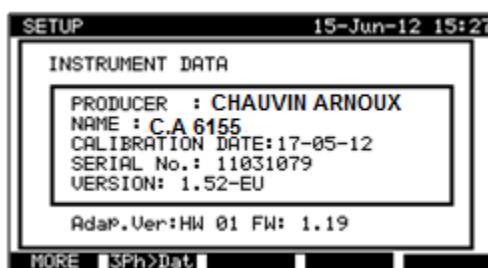 SETUP 15-Jun-12 15:27
INSTRUMENT DATA
PRODUCER : CHAUVIN ARNOUX
NAME : C.A 6155
CALIBRATION DATE:17-05-12
SERIAL No.: 11031079
VERSION: 1.52-EU
Adap.Ver:HW 01 FW: 1.19
MORE 3Ph>Dat